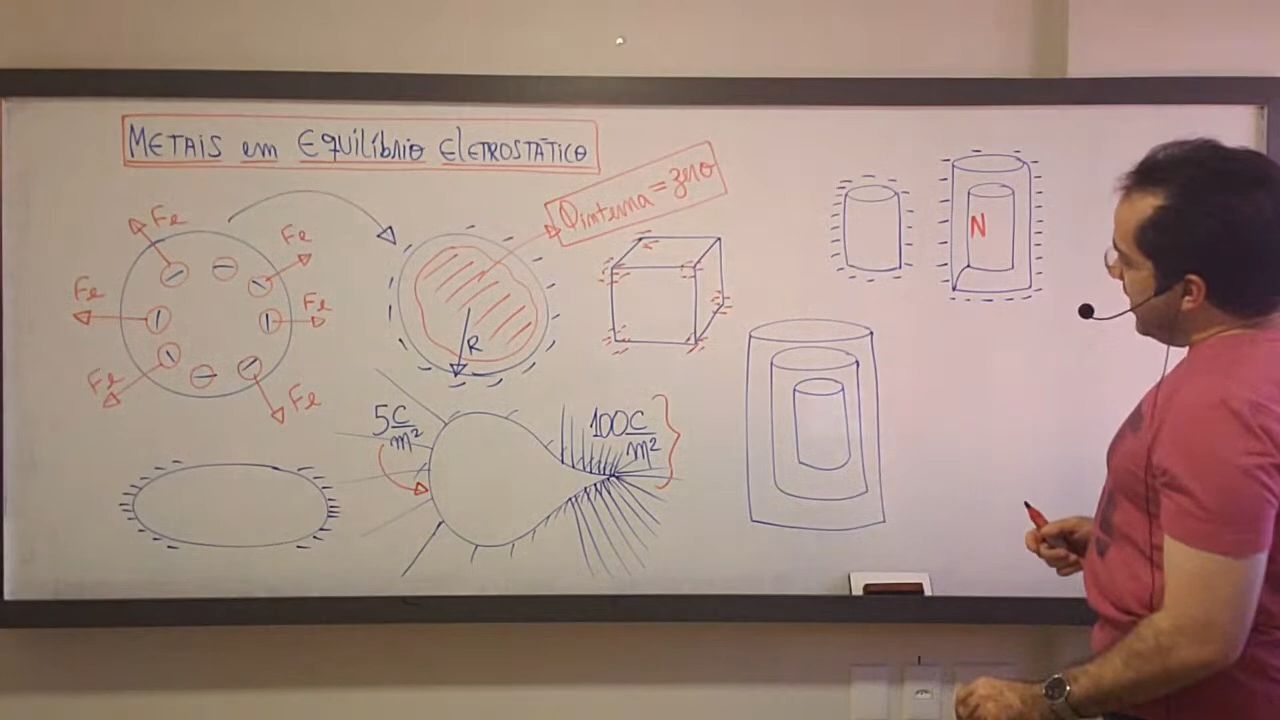 METAIS em EQUILÍBRIO ELETROSTÁTICO
Qinterna = zero
Fe
Fe
Fe
Fe
Fe
Fe
R
N
5C/m²
100C/m²